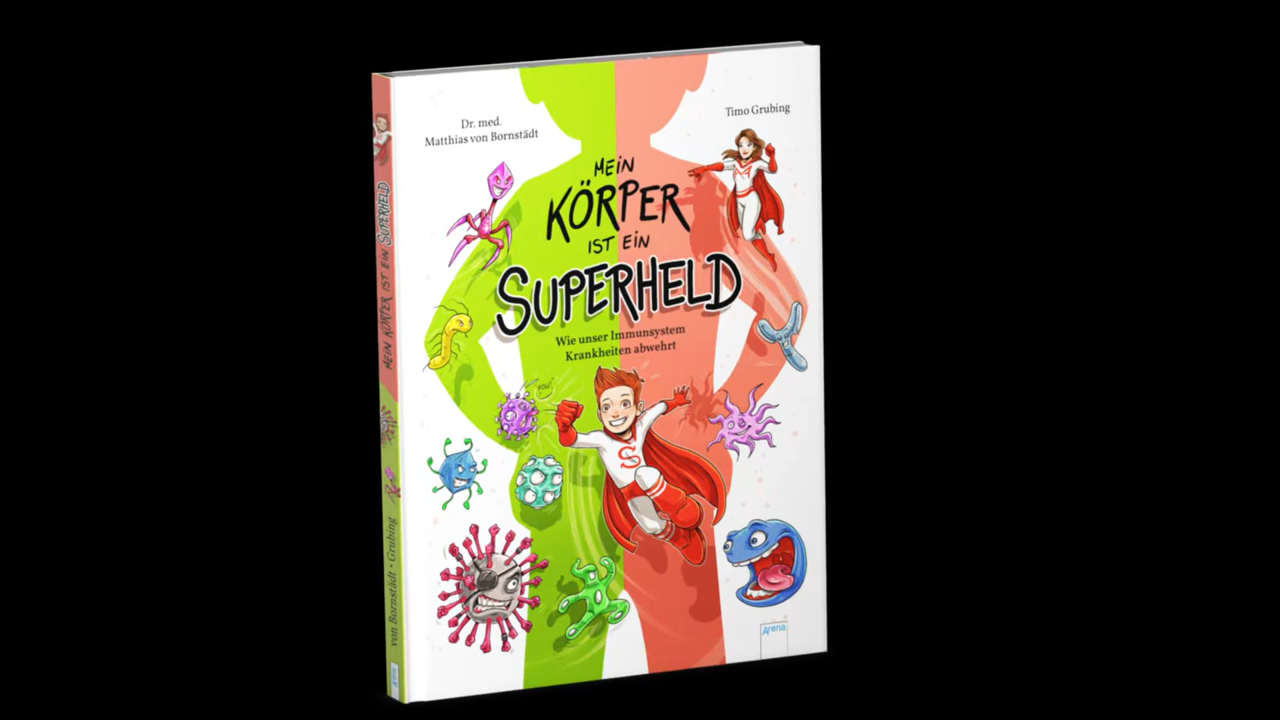 Dr. med.
Matthias von Bornstädt
Timo Grubing
MEIN
KÖRPER
IST EIN
SUPERHELD
Wie unser Immunsystem
Krankheiten abwehrt
POW!
M
S
Arena
MEIN KÖRPER IST EIN SUPERHELD
von Bornstädt • Grubing